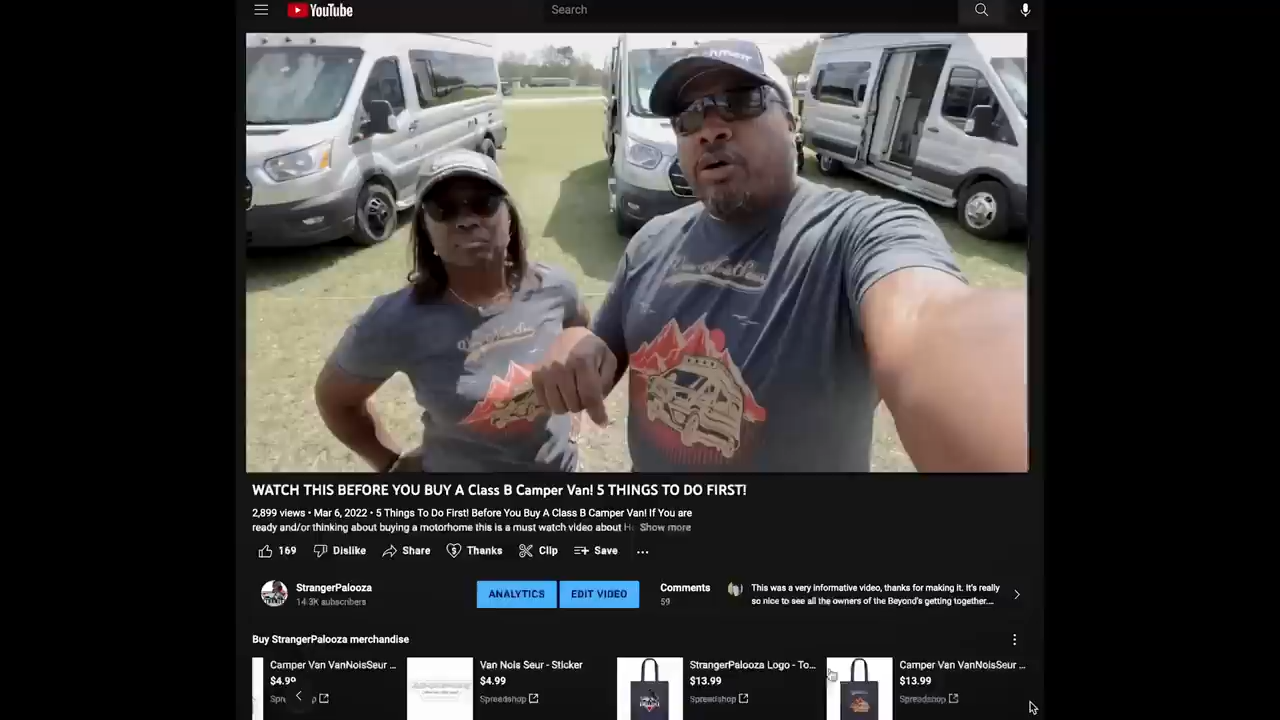 YouTube
Search
WATCH THIS BEFORE YOU BUY A Class B Camper Van! 5 THINGS TO DO FIRST!
2,899 views • Mar 6, 2022 • 5 Things To Do First! Before You Buy A Class B Camper Van! If You are
ready and/or thinking about buying a motorhome this is a must watch video about Show more
169 Dislike Share Thanks Clip Save ...
StrangerPalooza
14.3K subscribers
ANALYTICS
EDIT VIDEO
Comments
59
This was a very informative video, thanks for making it. It's really
so nice to see all the owners of the Beyond's getting together....
Buy StrangerPalooza merchandise
Camper Van VanNoisSeur ...
$4.99
Van Nois Seur - Sticker
$4.99
Spreadshop
StrangerPalooza Logo - To...
$13.99
Spreadshop
Camper Van VanNoisSeur ...
$13.99
Spreadshop